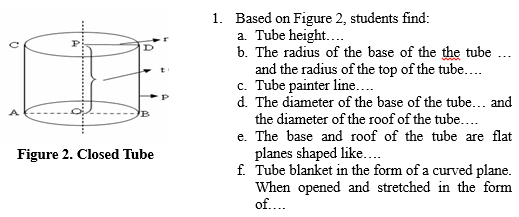 C
P
r
D
t
P
A
O
B
Figure 2. Closed Tube
1. Based on Figure 2, students find:
a. Tube height….
b. The radius of the base of the the tube …
and the radius of the top of the tube….
c. Tube painter line….
d. The diameter of the base of the tube… and
the diameter of the roof of the tube….
e. The base and roof of the tube are flat
planes shaped like….
f. Tube blanket in the form of a curved plane.
When opened and stretched in the form
of….